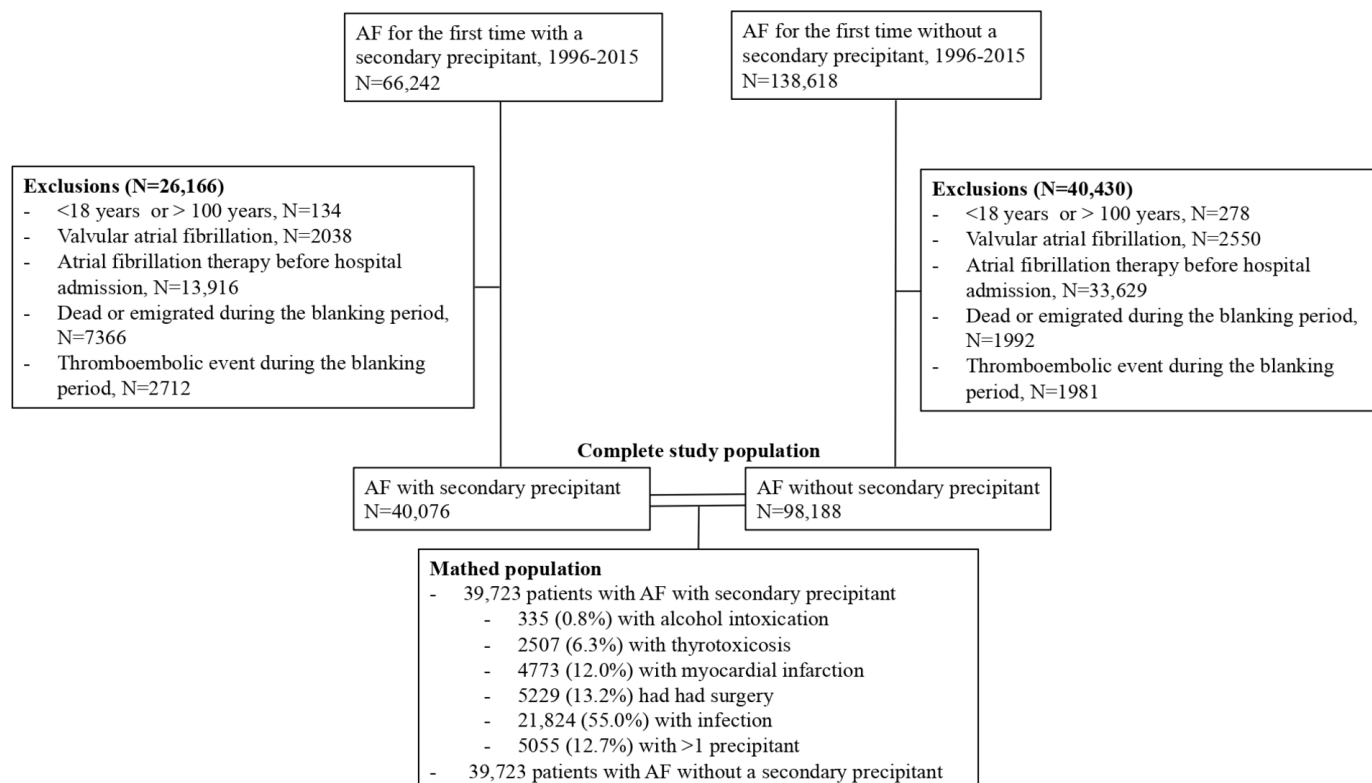 AF for the first time with a
secondary precipitant, 1996-2015
N=66,242
AF for the first time without a
secondary precipitant, 1996-2015
N=138,618
Exclusions (N=26,166)
- <18 years or > 100 years, N=134
- Valvular atrial fibrillation, N=2038
- Atrial fibrillation therapy before hospital
admission, N=13,916
- Dead or emigrated during the blanking period,
N=7366
- Thromboembolic event during the blanking
period, N=2712
Exclusions (N=40,430)
- <18 years or > 100 years, N=278
- Valvular atrial fibrillation, N=2550
- Atrial fibrillation therapy before hospital
admission, N=33,629
- Dead or emigrated during the blanking period,
N=1992
- Thromboembolic event during the blanking
period, N=1981
Complete study population
AF with secondary precipitant
N=40,076
AF without secondary precipitant
N=98,188
Mathed population
- 39,723 patients with AF with secondary precipitant
- 335 (0.8%) with alcohol intoxication
- 2507 (6.3%) with thyrotoxicosis
- 4773 (12.0%) with myocardial infarction
- 5229 (13.2%) had had surgery
- 21,824 (55.0%) with infection
- 5055 (12.7%) with >1 precipitant
- 39,723 patients with AF without a secondary precipitant